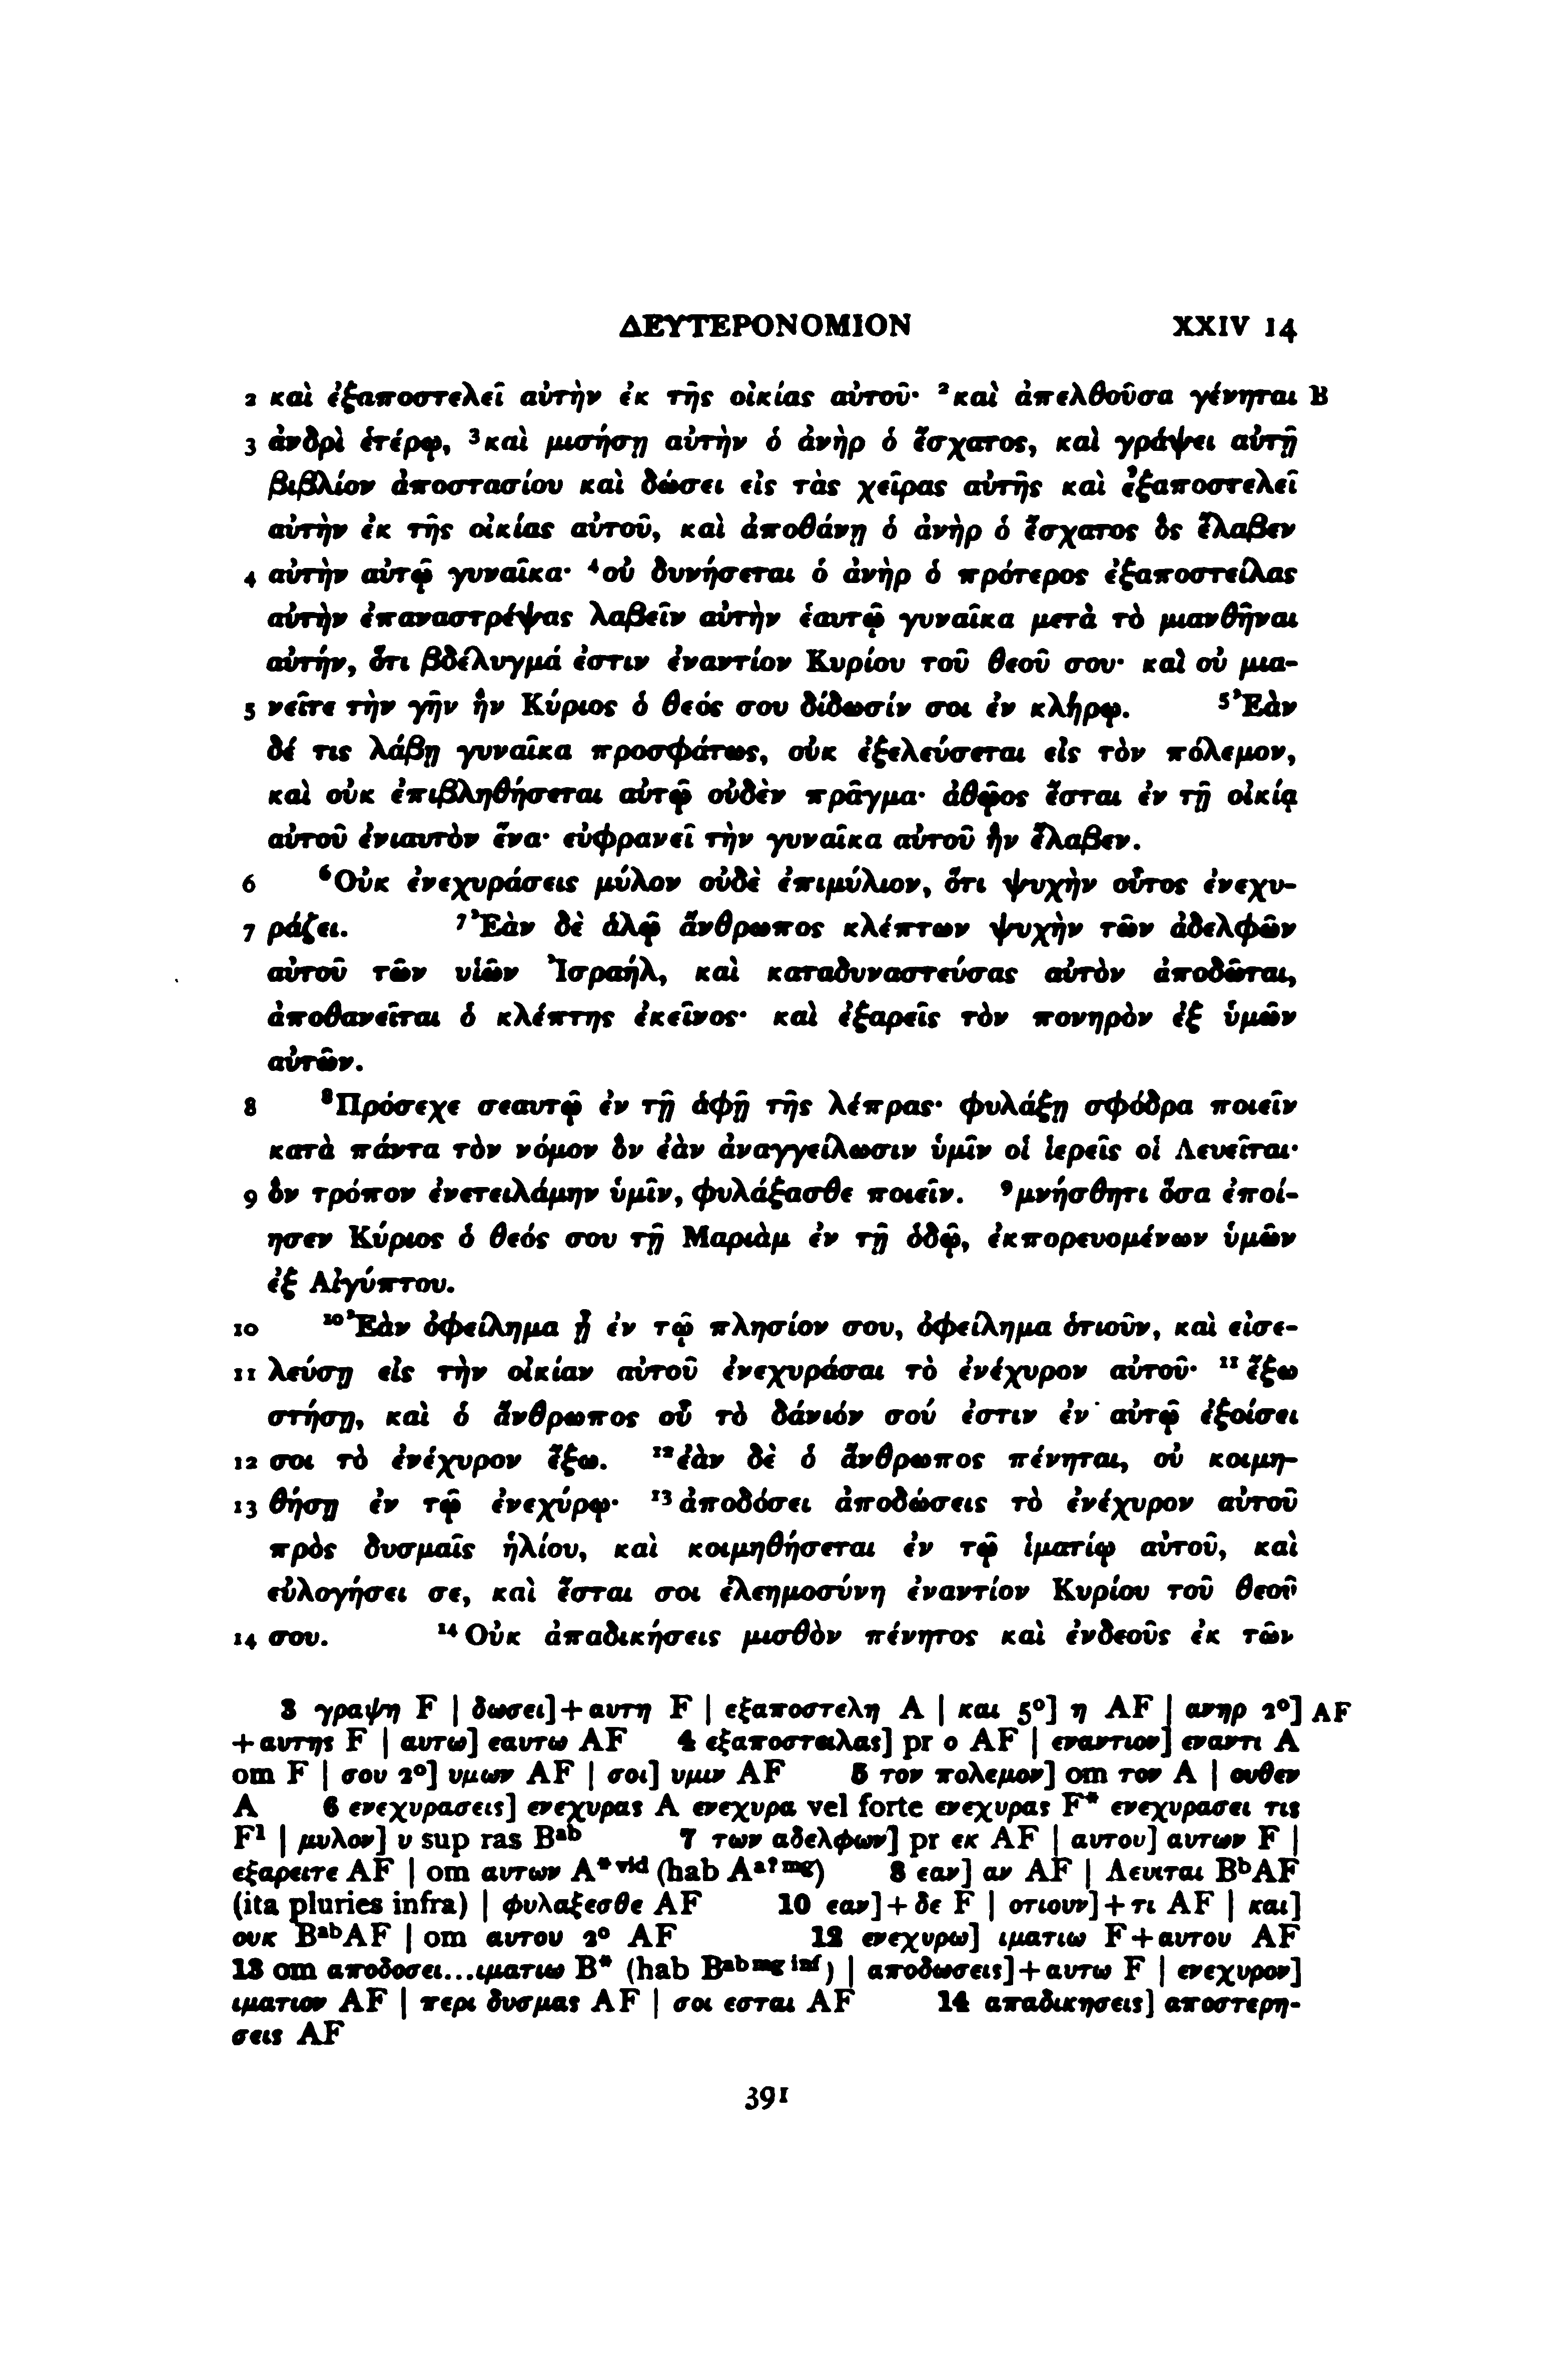 ΔΕΥΤΕΡΟΝΟΜΙΟΝ XXIV 14
2 καὶ ἐξαποστελεῖ αὐτὴν ἐκ τῆς οἰκίας αὐτοῦ· ²καὶ ἀπελθοῦσα γένηται B
3 ἀνδρὶ ἑτέρῳ, ³καὶ μισήσῃ αὐτὴν ὁ ἀνὴρ ὁ ἔσχατος, καὶ γράψει αὐτῇ
βιβλίον ἀποστασίου καὶ δώσει εἰς τὰς χεῖρας αὐτῆς καὶ ἐξαποστελεῖ
αὐτὴν ἐκ τῆς οἰκίας αὐτοῦ, καὶ ἀποθάνῃ ὁ ἀνὴρ ὁ ἔσχατος ὃς ἔλαβεν
4 αὐτὴν αὐτῷ γυναῖκα· ⁴οὐ δυνήσεται ὁ ἀνὴρ ὁ πρότερος ἐξαποστείλας
αὐτὴν ἐπαναστρέψας λαβεῖν αὐτὴν ἑαυτῷ γυναῖκα μετὰ τὸ μιανθῆναι
αὐτήν, ὅτι βδέλυγμά ἐστιν ἐναντίον Κυρίου τοῦ θεοῦ σου· καὶ οὐ μια-
5 νεῖτε τὴν γῆν ἣν Κύριος ὁ θεός σου δίδωσίν σοι ἐν κλήρῳ. ⁵Ἐὰν
δέ τις λάβῃ γυναῖκα προσφάτως, οὐκ ἐξελεύσεται εἰς τὸν πόλεμον,
καὶ οὐκ ἐπιβληθήσεται αὐτῷ οὐδὲν πρᾶγμα· ἀθῷος ἔσται ἐν τῇ οἰκίᾳ
αὐτοῦ ἐνιαυτὸν ἕνα· εὐφρανεῖ τὴν γυναῖκα αὐτοῦ ἣν ἔλαβεν.
6 ⁶Οὐκ ἐνεχυράσεις μύλον οὐδὲ ἐπιμύλιον, ὅτι ψυχὴν οὗτος ἐνεχυ-
7 ράζει. ⁷Ἐὰν δὲ ἁλῷ ἄνθρωπος κλέπτων ψυχὴν τῶν ἀδελφῶν
αὐτοῦ τῶν υἱῶν Ἰσραήλ, καὶ καταδυναστεύσας αὐτὸν ἀποδῶται,
ἀποθανεῖται ὁ κλέπτης ἐκεῖνος· καὶ ἐξαρεῖς τὸν πονηρὸν ἐξ ὑμῶν
αὐτῶν.
8 ⁸Πρόσεχε σεαυτῷ ἐν τῇ ἁφῇ τῆς λέπρας· φυλάξῃ σφόδρα ποιεῖν
κατὰ πάντα τὸν νόμον ὃν ἐὰν ἀναγγείλωσιν ὑμῖν οἱ ἱερεῖς οἱ Λευεῖται·
9 ὃν τρόπον ἐνετειλάμην ὑμῖν, φυλάξασθε ποιεῖν. ⁹μνήσθητι ὅσα ἐποί-
ησεν Κύριος ὁ θεός σου τῇ Μαριὰμ ἐν τῇ ὁδῷ, ἐκπορευομένων ὑμῶν
ἐξ Αἰγύπτου.
10 ¹⁰Ἐὰν ὀφείλημα ᾖ ἐν τῷ πλησίον σου, ὀφείλημα ὁτιοῦν, καὶ εἰσε-
11 λεύσῃ εἰς τὴν οἰκίαν αὐτοῦ ἐνεχυράσαι τὸ ἐνέχυρον αὐτοῦ· ¹¹ἔξω
στήσῃ, καὶ ὁ ἄνθρωπος οὗ τὸ δάνιόν σού ἐστιν ἐν αὐτῷ ἐξοίσει
12 σοι τὸ ἐνέχυρον ἔξω. ¹²ἐὰν δὲ ὁ ἄνθρωπος πένηται, οὐ κοιμη-
13 θήσῃ ἐν τῷ ἐνεχύρῳ· ¹³ἀποδόσει ἀποδώσεις τὸ ἐνέχυρον αὐτοῦ
πρὸς δυσμαῖς ἡλίου, καὶ κοιμηθήσεται ἐν τῷ ἱματίῳ αὐτοῦ, καὶ
εὐλογήσει σε, καὶ ἔσται σοι ἐλεημοσύνη ἐναντίον Κυρίου τοῦ θεοῦ
14 σου. ¹⁴Οὐκ ἀπαδικήσεις μισθὸν πένητος καὶ ἐνδεοῦς ἐκ τῶν
3 γραψη F | δωσει]+αυτη F | εξαποστελη A | και 5º] η AF | ανηρ 2º] AF
+αυτης F | αυτω] εαυτω AF 4 εξαποστειλας] pr ο AF | εναντιον] εναντι A
om F | σου 2º] υμων AF | σοι] υμιν AF 5 τον πολεμον] om τον A | ουθεν
A 6 ενεχυρασεις] ενεχυρας A ενεχυρα vel forte ενεχυρας F* ενεχυρασει τις
F¹ | μυλον] υ sup ras Bᵃᵇ 7 των αδελφων] pr εκ AF | αυτου] αυτων F |
εξαρειτε AF | om αυτων A*ᵛⁱᵈ (hab Aᵃ?ᵐᵍ) 8 εαν] αν AF | Λευιται BᵇAF
(ita pluries infra) | φυλαξεσθε AF 10 εαν]+δε F | οτιουν]+τι AF | και]
ουκ BᵃᵇAF | om αυτου 2º AF 12 ενεχυρω] ιματιω F+αυτου AF
13 om αποδοσει...ιματιω B* (hab Bᵃᵇᵐᵍⁱⁿᶠ) | αποδωσεις]+αυτω F | ενεχυρον]
ιματιον AF | περι δυσμας AF | σοι εσται AF 14 απαδικησεις] αποστερη-
σεις AF
391